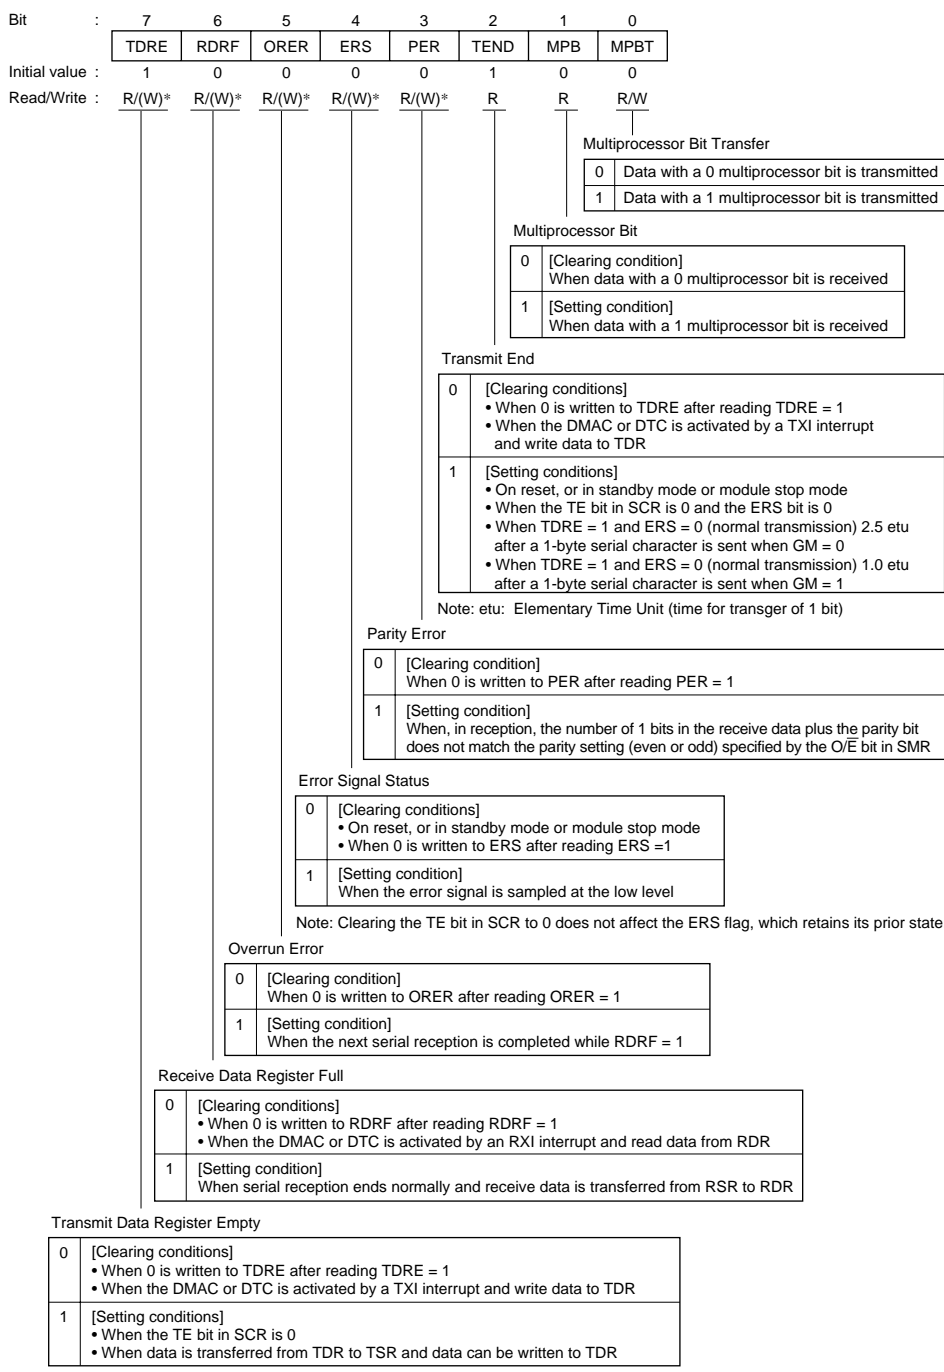 Bit : 7 6 5 4 3 2 1 0
TDRE RDRF ORER ERS PER TEND MPB MPBT
Initial value : 1 0 0 0 0 1 0 0
Read/Write : R/(W)* R/(W)* R/(W)* R/(W)* R/(W)* R R R/W
Multiprocessor Bit Transfer
0 Data with a 0 multiprocessor bit is transmitted
1 Data with a 1 multiprocessor bit is transmitted
Multiprocessor Bit
0 [Clearing condition]
When data with a 0 multiprocessor bit is received
1 [Setting condition]
When data with a 1 multiprocessor bit is received
Transmit End
0 [Clearing conditions]
• When 0 is written to TDRE after reading TDRE = 1
• When the DMAC or DTC is activated by a TXI interrupt
and write data to TDR
1 [Setting conditions]
• On reset, or in standby mode or module stop mode
• When the TE bit in SCR is 0 and the ERS bit is 0
• When TDRE = 1 and ERS = 0 (normal transmission) 2.5 etu
after a 1-byte serial character is sent when GM = 0
• When TDRE = 1 and ERS = 0 (normal transmission) 1.0 etu
after a 1-byte serial character is sent when GM = 1
Note: etu: Elementary Time Unit (time for transger of 1 bit)
Parity Error
0 [Clearing condition]
When 0 is written to PER after reading PER = 1
1 [Setting condition]
When, in reception, the number of 1 bits in the receive data plus the parity bit
does not match the parity setting (even or odd) specified by the O/E̅ bit in SMR
Error Signal Status
0 [Clearing conditions]
• On reset, or in standby mode or module stop mode
• When 0 is written to ERS after reading ERS =1
1 [Setting condition]
When the error signal is sampled at the low level
Note: Clearing the TE bit in SCR to 0 does not affect the ERS flag, which retains its prior state
Overrun Error
0 [Clearing condition]
When 0 is written to ORER after reading ORER = 1
1 [Setting condition]
When the next serial reception is completed while RDRF = 1
Receive Data Register Full
0 [Clearing conditions]
• When 0 is written to RDRF after reading RDRF = 1
• When the DMAC or DTC is activated by an RXI interrupt and read data from RDR
1 [Setting condition]
When serial reception ends normally and receive data is transferred from RSR to RDR
Transmit Data Register Empty
0 [Clearing conditions]
• When 0 is written to TDRE after reading TDRE = 1
• When the DMAC or DTC is activated by a TXI interrupt and write data to TDR
1 [Setting conditions]
• When the TE bit in SCR is 0
• When data is transferred from TDR to TSR and data can be written to TDR